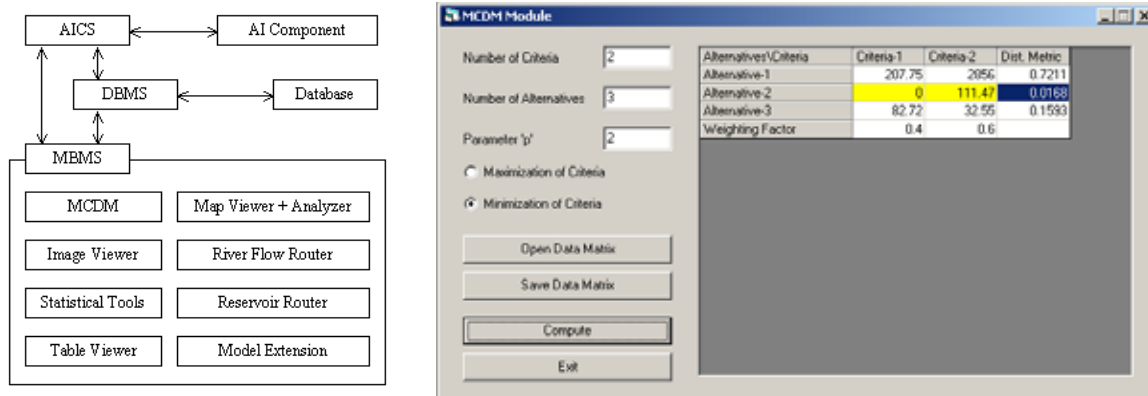 AICS
AI Component
DBMS
Database
MBMS
MCDM
Map Viewer + Analyzer
Image Viewer
River Flow Router
Statistical Tools
Reservoir Router
Table Viewer
Model Extension
MCDM Module
Number of Criteria 2
Number of Alternatives 3
Parameter 'p' 2
Maximization of Criteria
Minimization of Criteria
Open Data Matrix
Save Data Matrix
Compute
Exit
Alternatives\Criteria Criteria-1 Criteria-2 Dist. Metric
Alternative-1 207.75 2856 0.7211
Alternative-2 0 111.47 0.0168
Alternative-3 82.72 32.55 0.1593
Weighting Factor 0.4 0.6